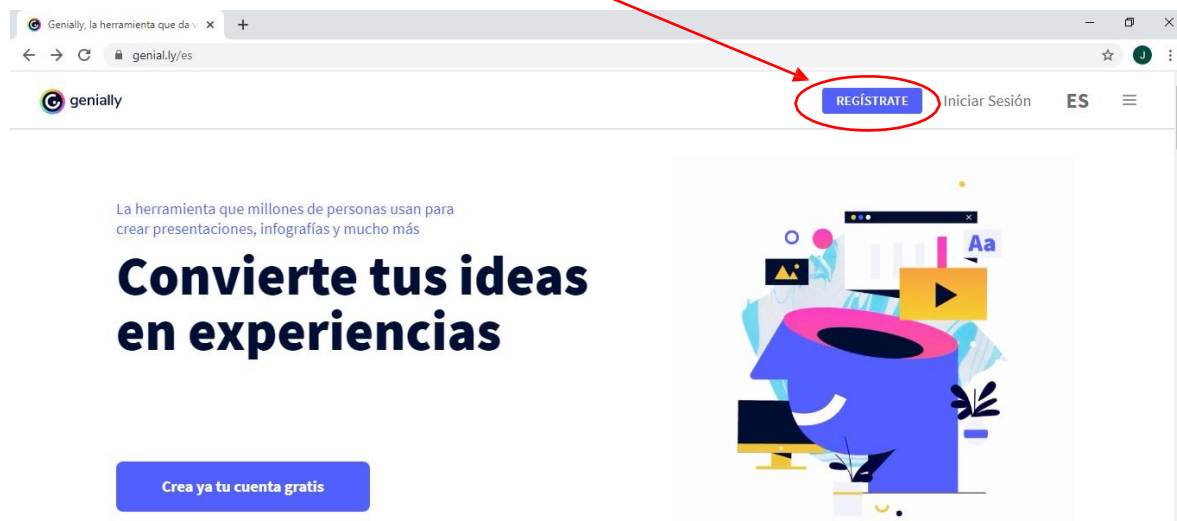 Genially, la herramienta que da v
genial.ly/es
J
genially
REGÍSTRATE
Iniciar Sesión
ES
La herramienta que millones de personas usan para
crear presentaciones, infografías y mucho más
Convierte tus ideas
en experiencias
Aa
Crea ya tu cuenta gratis